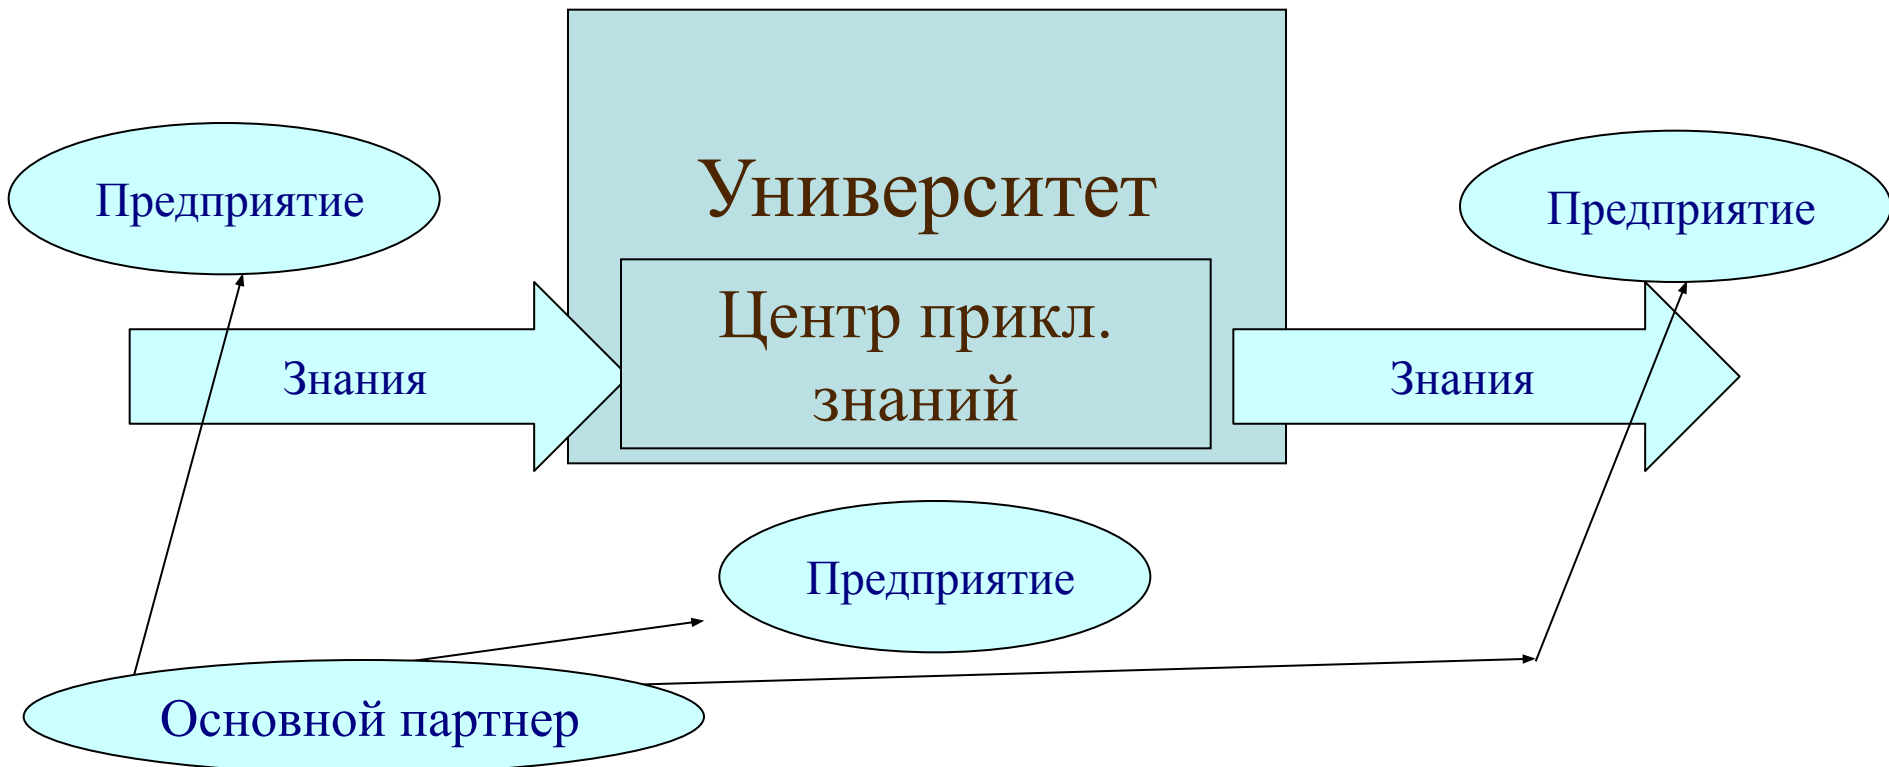 Университет
Предприятие
Предприятие
Центр прикл.
знаний
Знания
Знания
Предприятие
Основной партнер